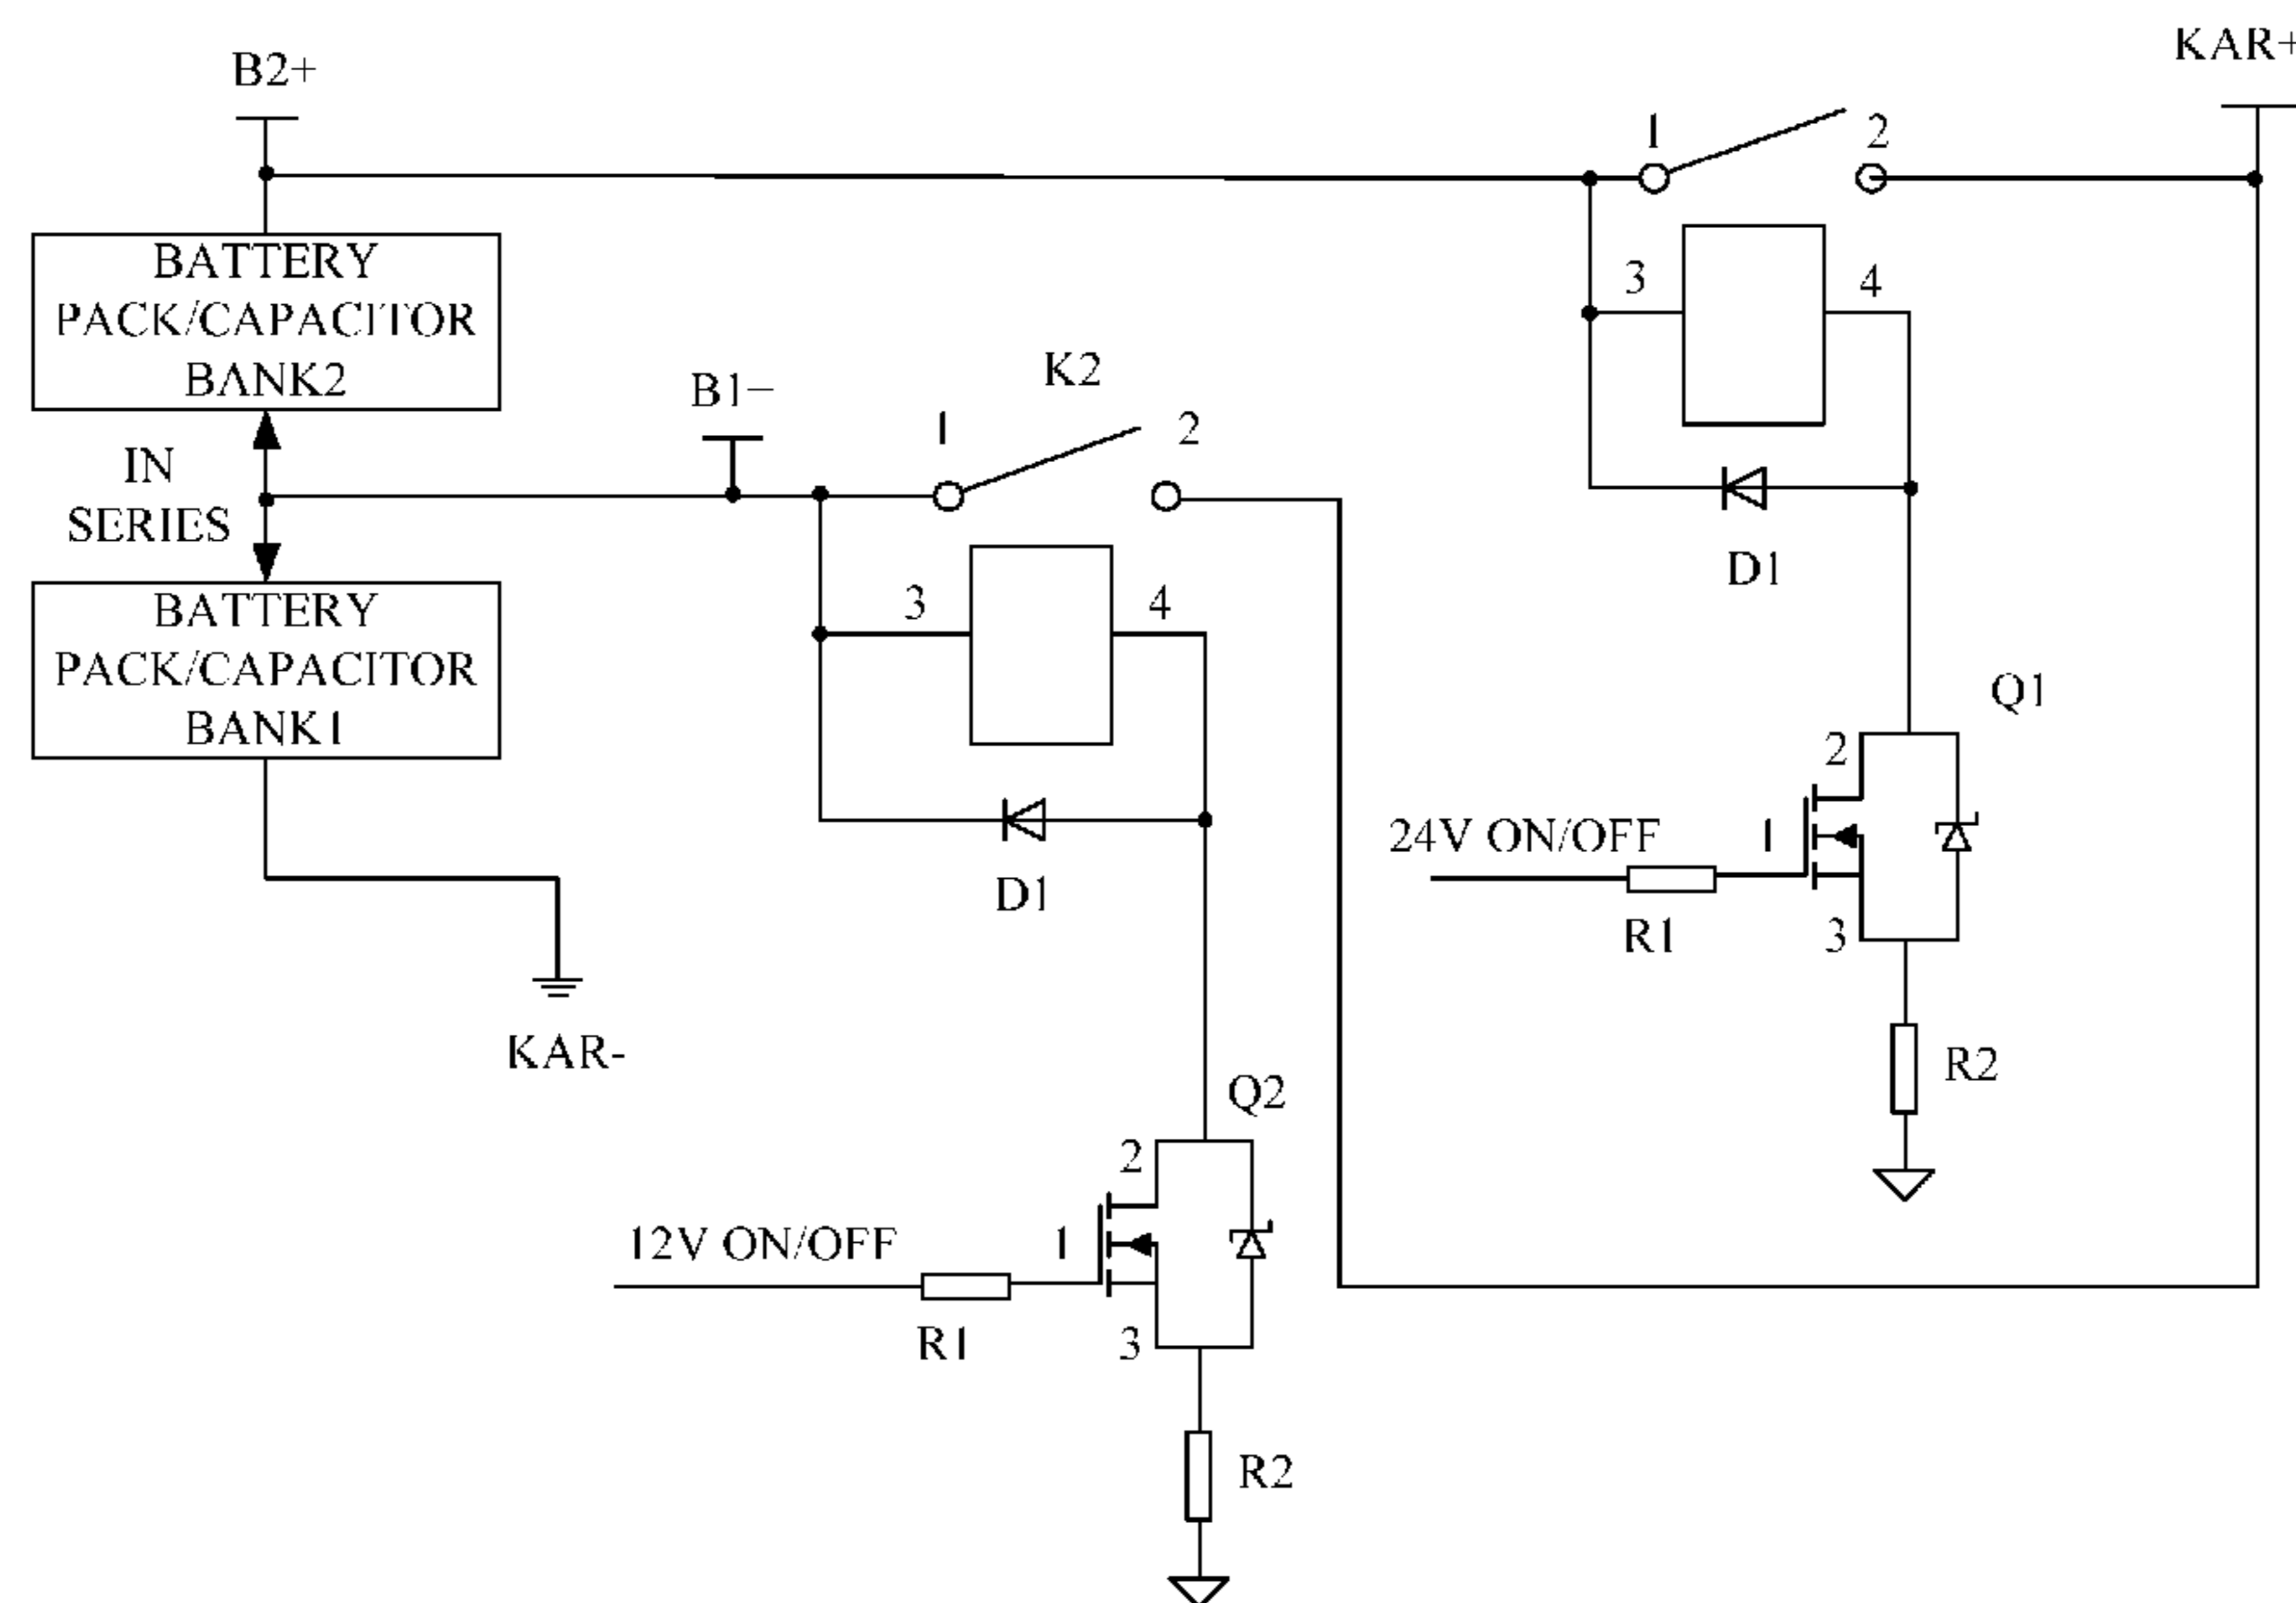 B2+
KAR+
1
2
BATTERY
PACK/CAPACITOR
BANK2
3
4
K2
B1−
1
2
IN
SERIES
D1
BATTERY
PACK/CAPACITOR
BANK1
3
4
Q1
2
24V ON/OFF
1
D1
R1
3
KAR-
R2
Q2
2
12V ON/OFF
1
R1
3
R2